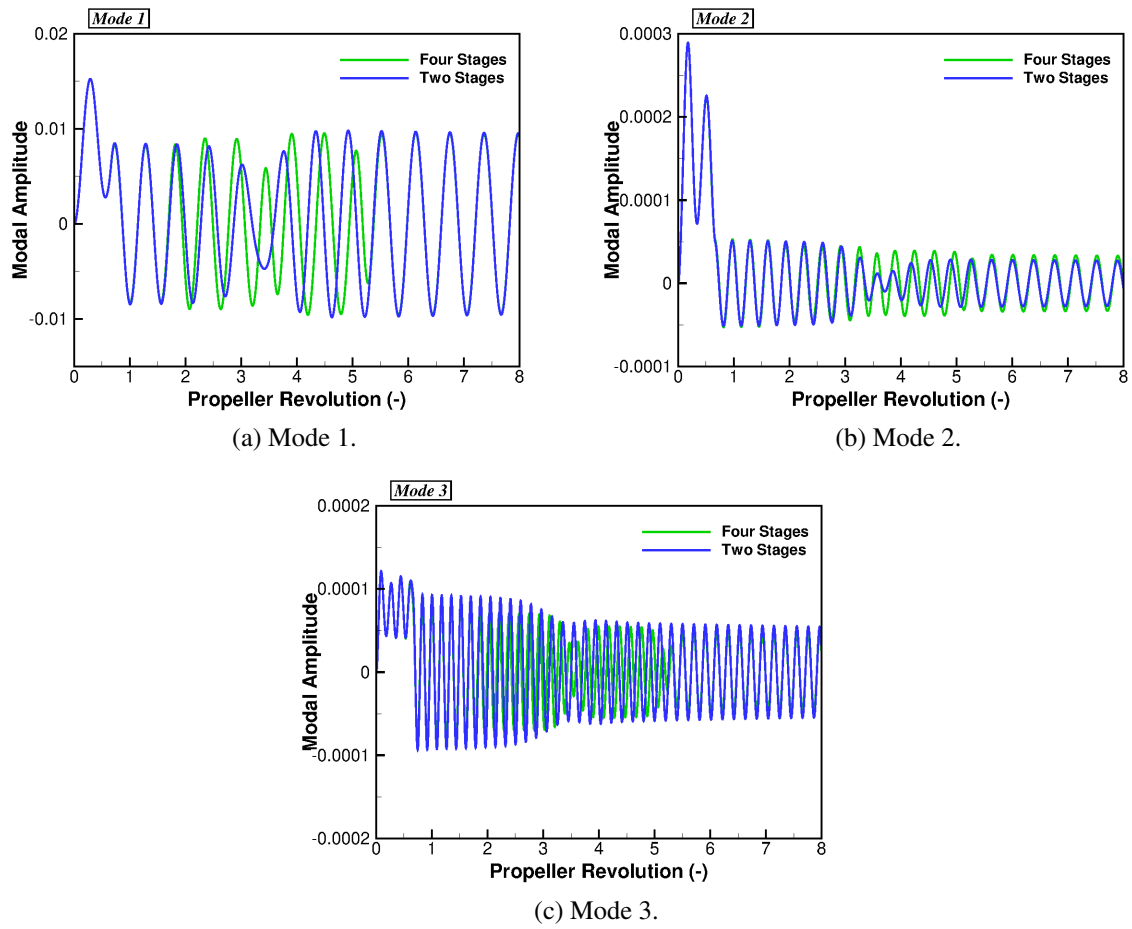 Mode 1
0.02
0.01
0
-0.01
Modal Amplitude
Four Stages
Two Stages
0 1 2 3 4 5 6 7 8
Propeller Revolution (-)
(a) Mode 1.
Mode 2
0.0003
0.0002
0.0001
0
-0.0001
Modal Amplitude
Four Stages
Two Stages
0 1 2 3 4 5 6 7 8
Propeller Revolution (-)
(b) Mode 2.
Mode 3
0.0002
0.0001
0
-0.0001
-0.0002
Modal Amplitude
Four Stages
Two Stages
0 1 2 3 4 5 6 7 8
Propeller Revolution (-)
(c) Mode 3.